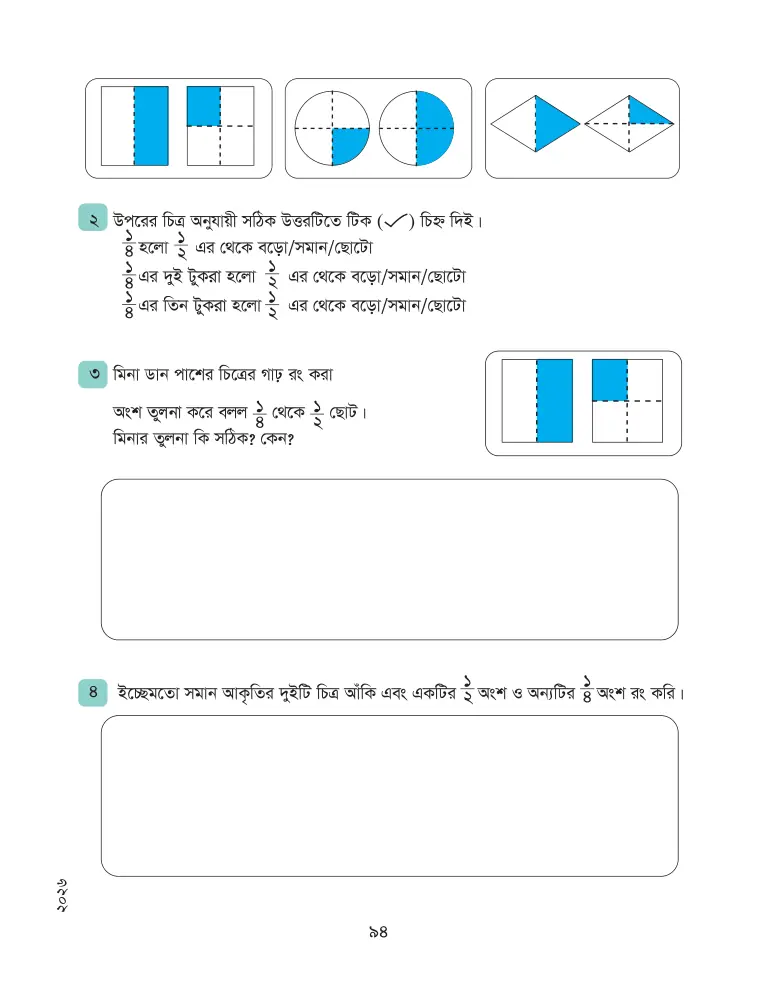 ২ উপরের চিত্র অনুযায়ী সঠিক উত্তরটিতে টিক (✓) চিহ্ন দিই।
১/৪ হলো ১/২ এর থেকে বড়ো/সমান/ছোটো
১/৪ এর দুই টুকরা হলো ১/২ এর থেকে বড়ো/সমান/ছোটো
১/৪ এর তিন টুকরা হলো ১/২ এর থেকে বড়ো/সমান/ছোটো
৩ মিনা ডান পাশের চিত্রের গাঢ় রং করা
অংশ তুলনা করে বলল ১/৪ থেকে ১/২ ছোট।
মিনার তুলনা কি সঠিক? কেন?
৪ ইচ্ছেমতো সমান আকৃতির দুইটি চিত্র আঁকি এবং একটির ১/২ অংশ ও অন্যটির ১/৪ অংশ রং করি।
২০২৬
৯৪